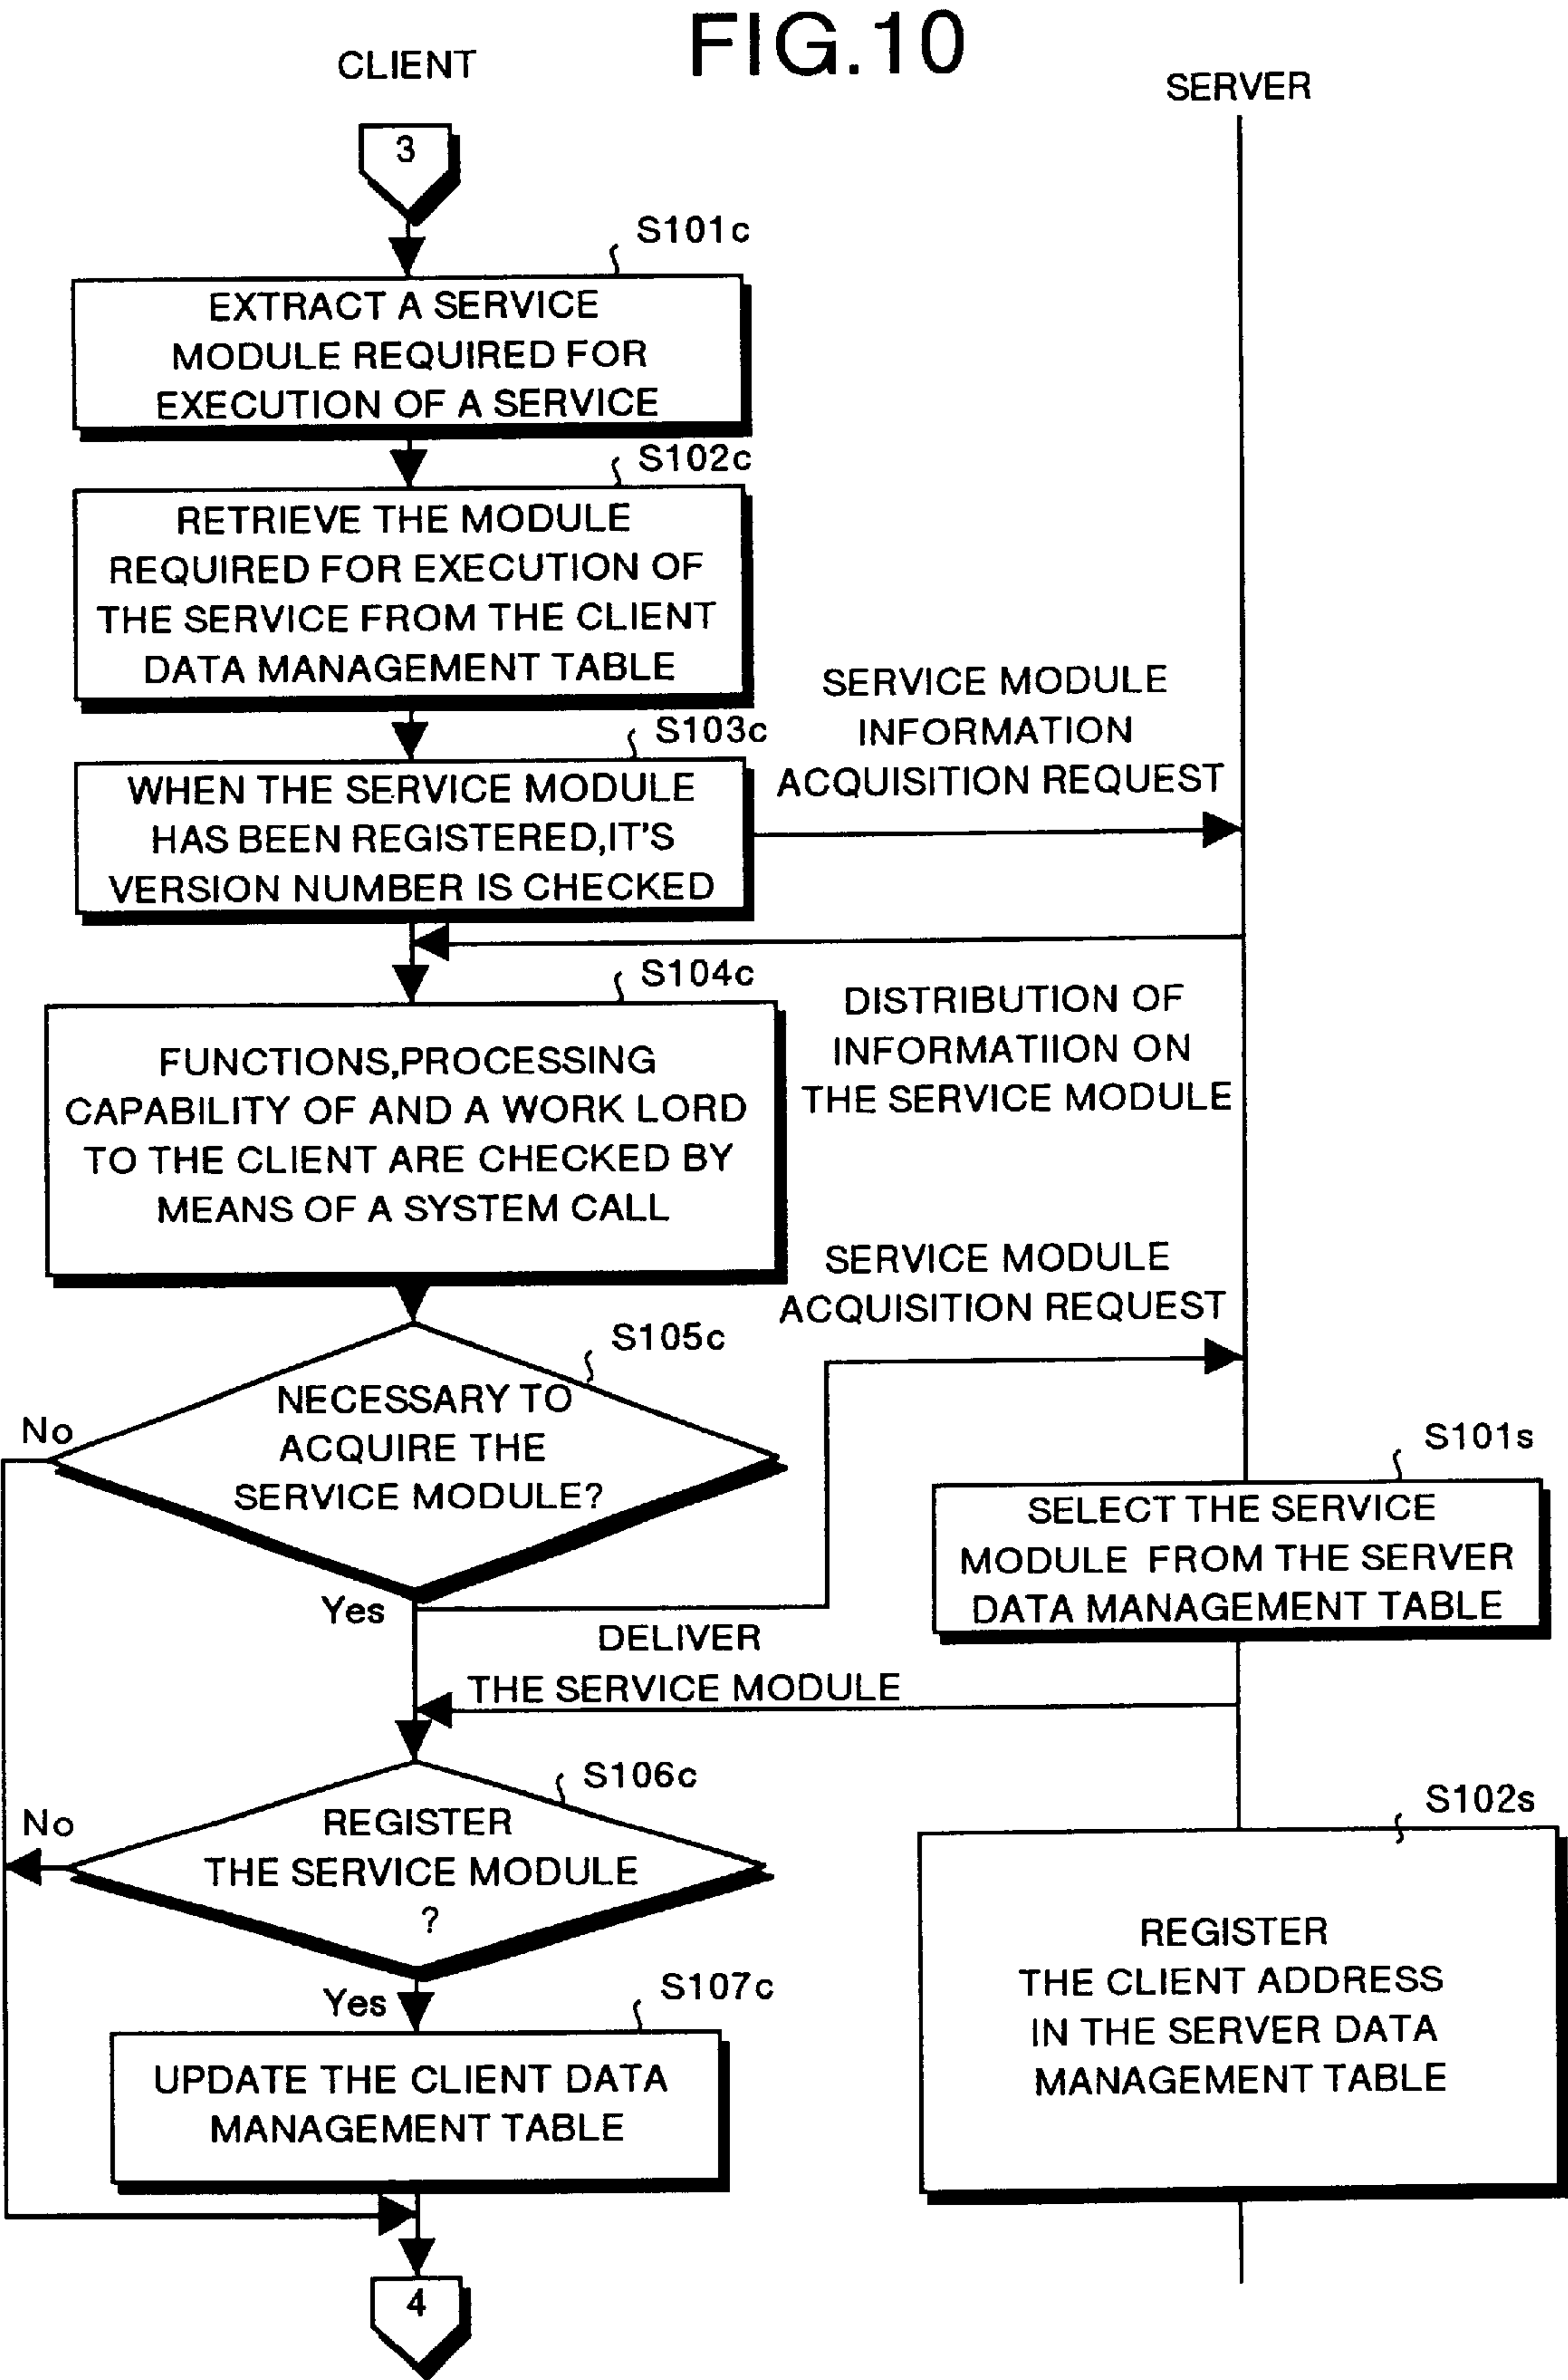 FIG.10
CLIENT
SERVER
3
S101c
EXTRACT A SERVICE
MODULE REQUIRED FOR
EXECUTION OF A SERVICE
S102c
RETRIEVE THE MODULE
REQUIRED FOR EXECUTION OF
THE SERVICE FROM THE CLIENT
DATA MANAGEMENT TABLE
SERVICE MODULE
INFORMATION
ACQUISITION REQUEST
S103c
WHEN THE SERVICE MODULE
HAS BEEN REGISTERED,IT'S
VERSION NUMBER IS CHECKED
S104c
DISTRIBUTION OF
INFORMATIION ON
THE SERVICE MODULE
FUNCTIONS,PROCESSING
CAPABILITY OF AND A WORK LORD
TO THE CLIENT ARE CHECKED BY
MEANS OF A SYSTEM CALL
SERVICE MODULE
ACQUISITION REQUEST
S105c
NECESSARY TO
ACQUIRE THE
SERVICE MODULE?
No
Yes
S101s
SELECT THE SERVICE
MODULE FROM THE SERVER
DATA MANAGEMENT TABLE
DELIVER
THE SERVICE MODULE
S106c
REGISTER
THE SERVICE MODULE
?
No
Yes
S102s
REGISTER
THE CLIENT ADDRESS
IN THE SERVER DATA
MANAGEMENT TABLE
S107c
UPDATE THE CLIENT DATA
MANAGEMENT TABLE
4